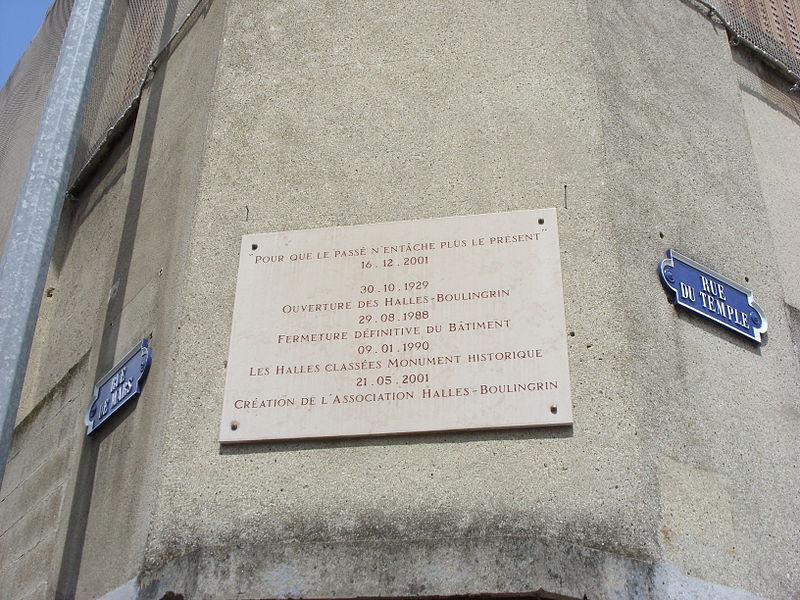 "Pour que le passé n'entâche plus le présent"
16.12.2001
30.10.1929
Ouverture des Halles-Boulingrin
29.08.1988
Fermeture définitive du Bâtiment
09.01.1990
Les Halles classées Monument historique
21.05.2001
Création de l'Association Halles-Boulingrin
RUE
DE MARS
RUE
DU TEMPLE